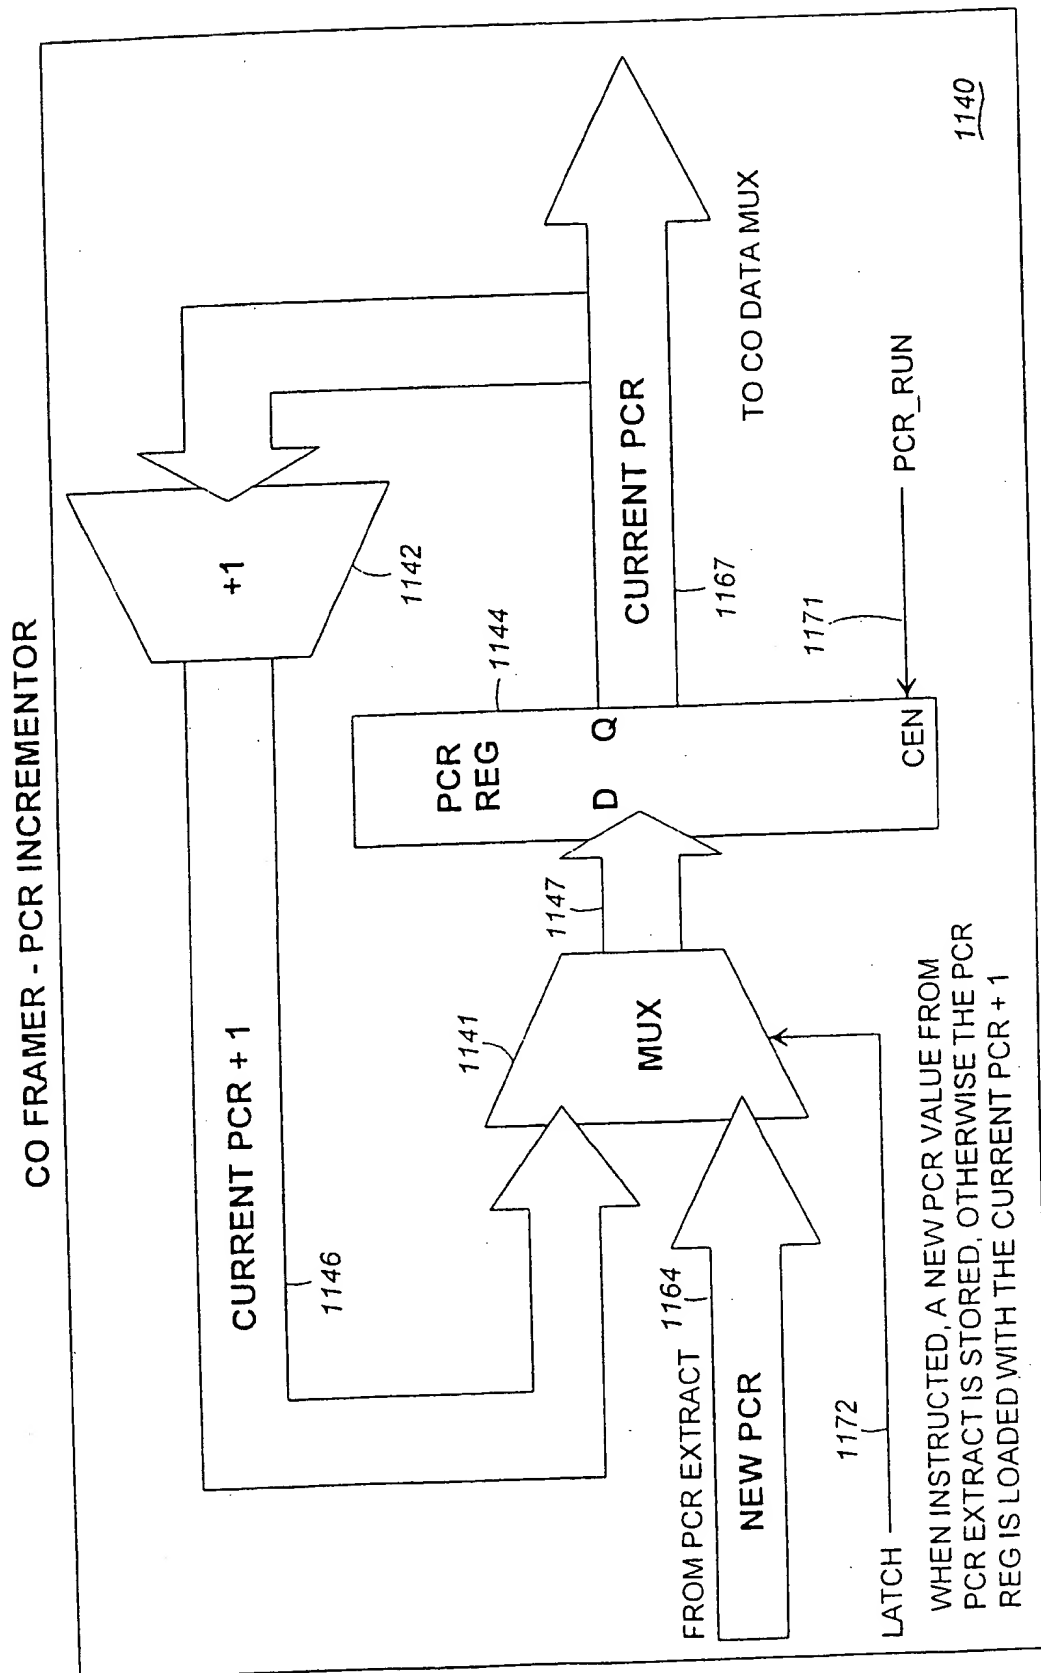 CO FRAMER - PCR INCREMENTOR
CURRENT PCR + 1
1146
+1
1142
FROM PCR EXTRACT 1164
NEW PCR
1141
MUX
1147
PCR
REG
D Q
1144
CEN
CURRENT PCR
1167
TO CO DATA MUX
1171
PCR_RUN
LATCH
1172
WHEN INSTRUCTED, A NEW PCR VALUE FROM
PCR EXTRACT IS STORED, OTHERWISE THE PCR
REG IS LOADED WITH THE CURRENT PCR + 1
1140